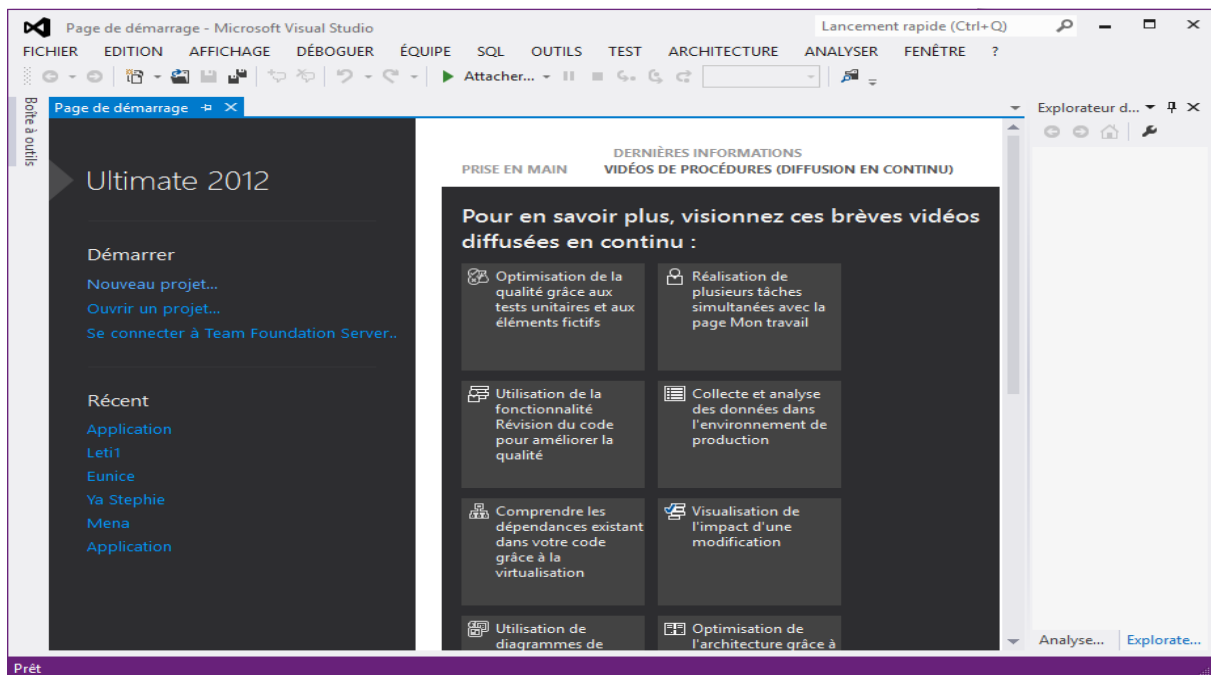 Page de démarrage - Microsoft Visual Studio
Lancement rapide (Ctrl+Q)
FICHIER EDITION AFFICHAGE DÉBOGUER ÉQUIPE SQL OUTILS TEST ARCHITECTURE ANALYSER FENÊTRE ?
Attacher...
Boîte à outils
Page de démarrage
Explorateur d...
Ultimate 2012
Démarrer
Nouveau projet...
Ouvrir un projet...
Se connecter à Team Foundation Server..
Récent
Application
Leti1
Eunice
Ya Stephie
Mena
Application
PRISE EN MAIN
DERNIÈRES INFORMATIONS
VIDÉOS DE PROCÉDURES (DIFFUSION EN CONTINU)
Pour en savoir plus, visionnez ces brèves vidéos
diffusées en continu :
Optimisation de la
qualité grâce aux
tests unitaires et aux
éléments fictifs
Réalisation de
plusieurs tâches
simultanées avec la
page Mon travail
Utilisation de la
fonctionnalité
Révision du code
pour améliorer la
qualité
Collecte et analyse
des données dans
l'environnement de
production
Comprendre les
dépendances existant
dans votre code
grâce à la
virtualisation
Visualisation de
l'impact d'une
modification
Utilisation de
diagrammes de
Optimisation de
l'architecture grâce à
Analyse...
Explorate...
Prêt